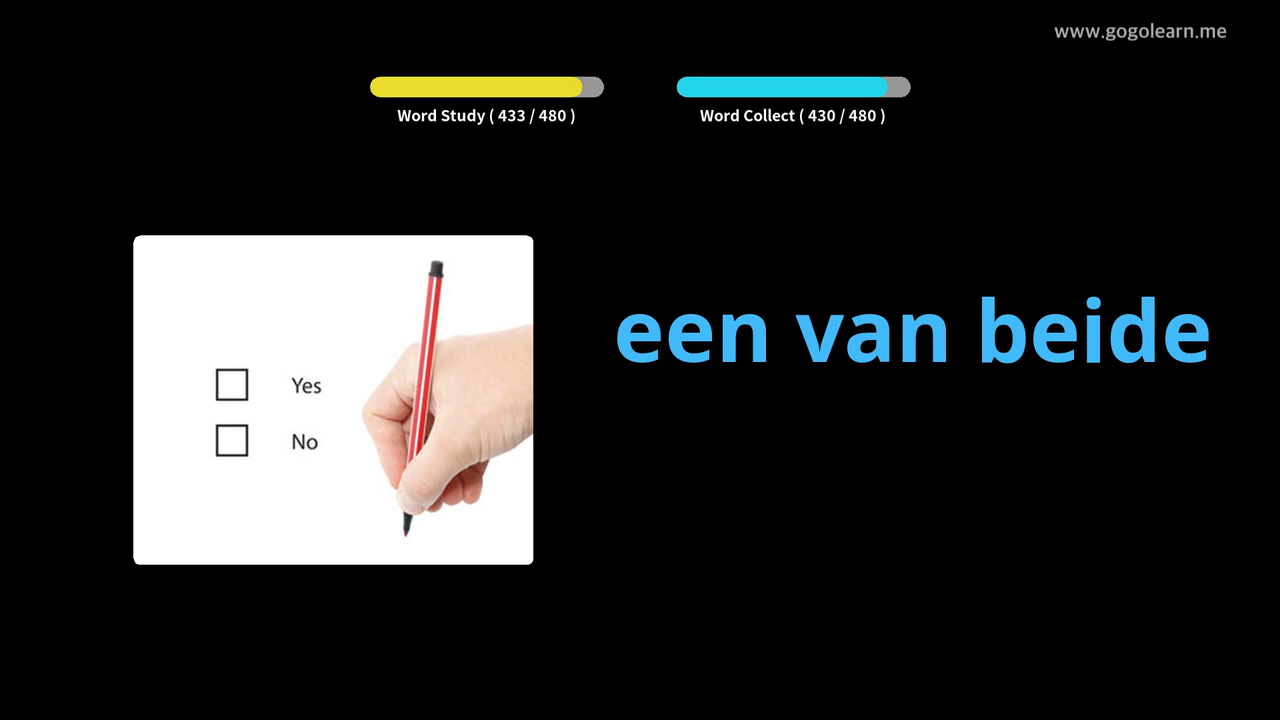 www.gogolearn.me
Word Study ( 433 / 480 )
Word Collect ( 430 / 480 )
een van beide
Yes
No